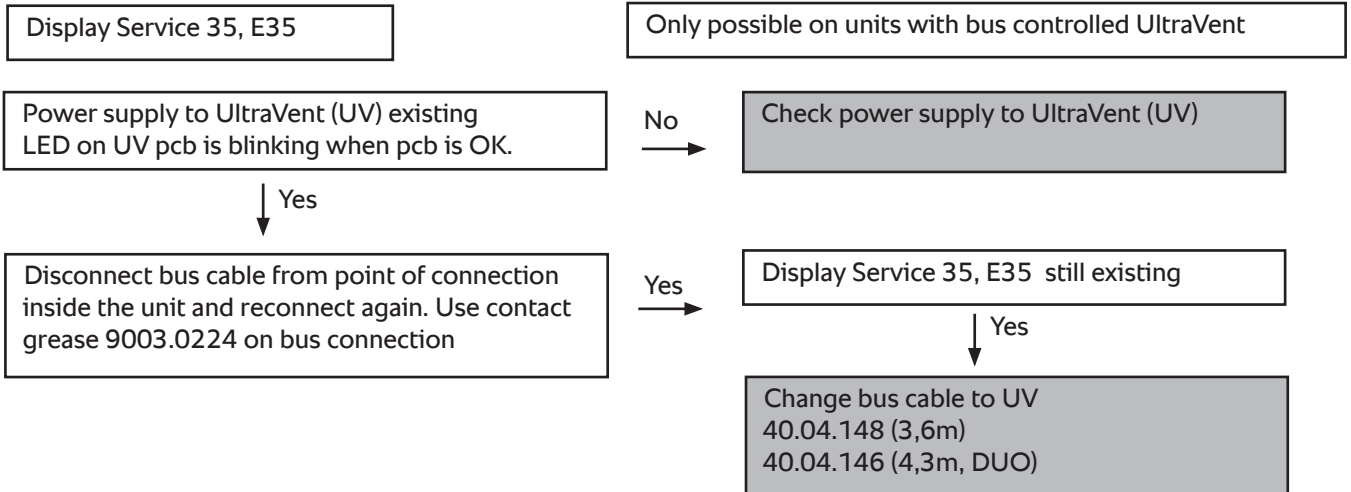 Display Service 35, E35
Only possible on units with bus controlled UltraVent
Power supply to UltraVent (UV) existing
LED on UV pcb is blinking when pcb is OK.
No
Check power supply to UltraVent (UV)
Yes
Disconnect bus cable from point of connection
inside the unit and reconnect again. Use contact
grease 9003.0224 on bus connection
Yes
Display Service 35, E35 still existing
Yes
Change bus cable to UV
40.04.148 (3,6m)
40.04.146 (4,3m, DUO)